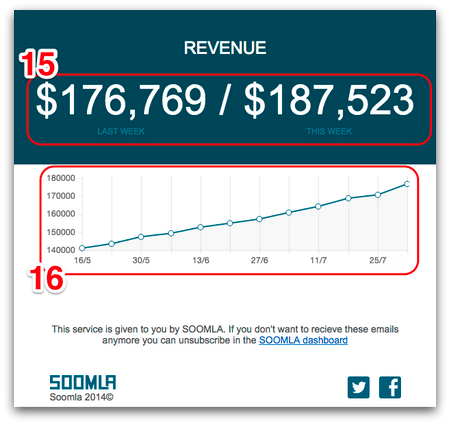 REVENUE
15
$176,769 / $187,523
LAST WEEK THIS WEEK
180000
170000
160000
150000
140000
16/5 30/5 13/6 27/6 11/7 25/7
16
This service is given to you by SOOMLA. If you don't want to recieve these emails
anymore you can unsubscribe in the SOOMLA dashboard
SOOMLA
Soomla 2014©